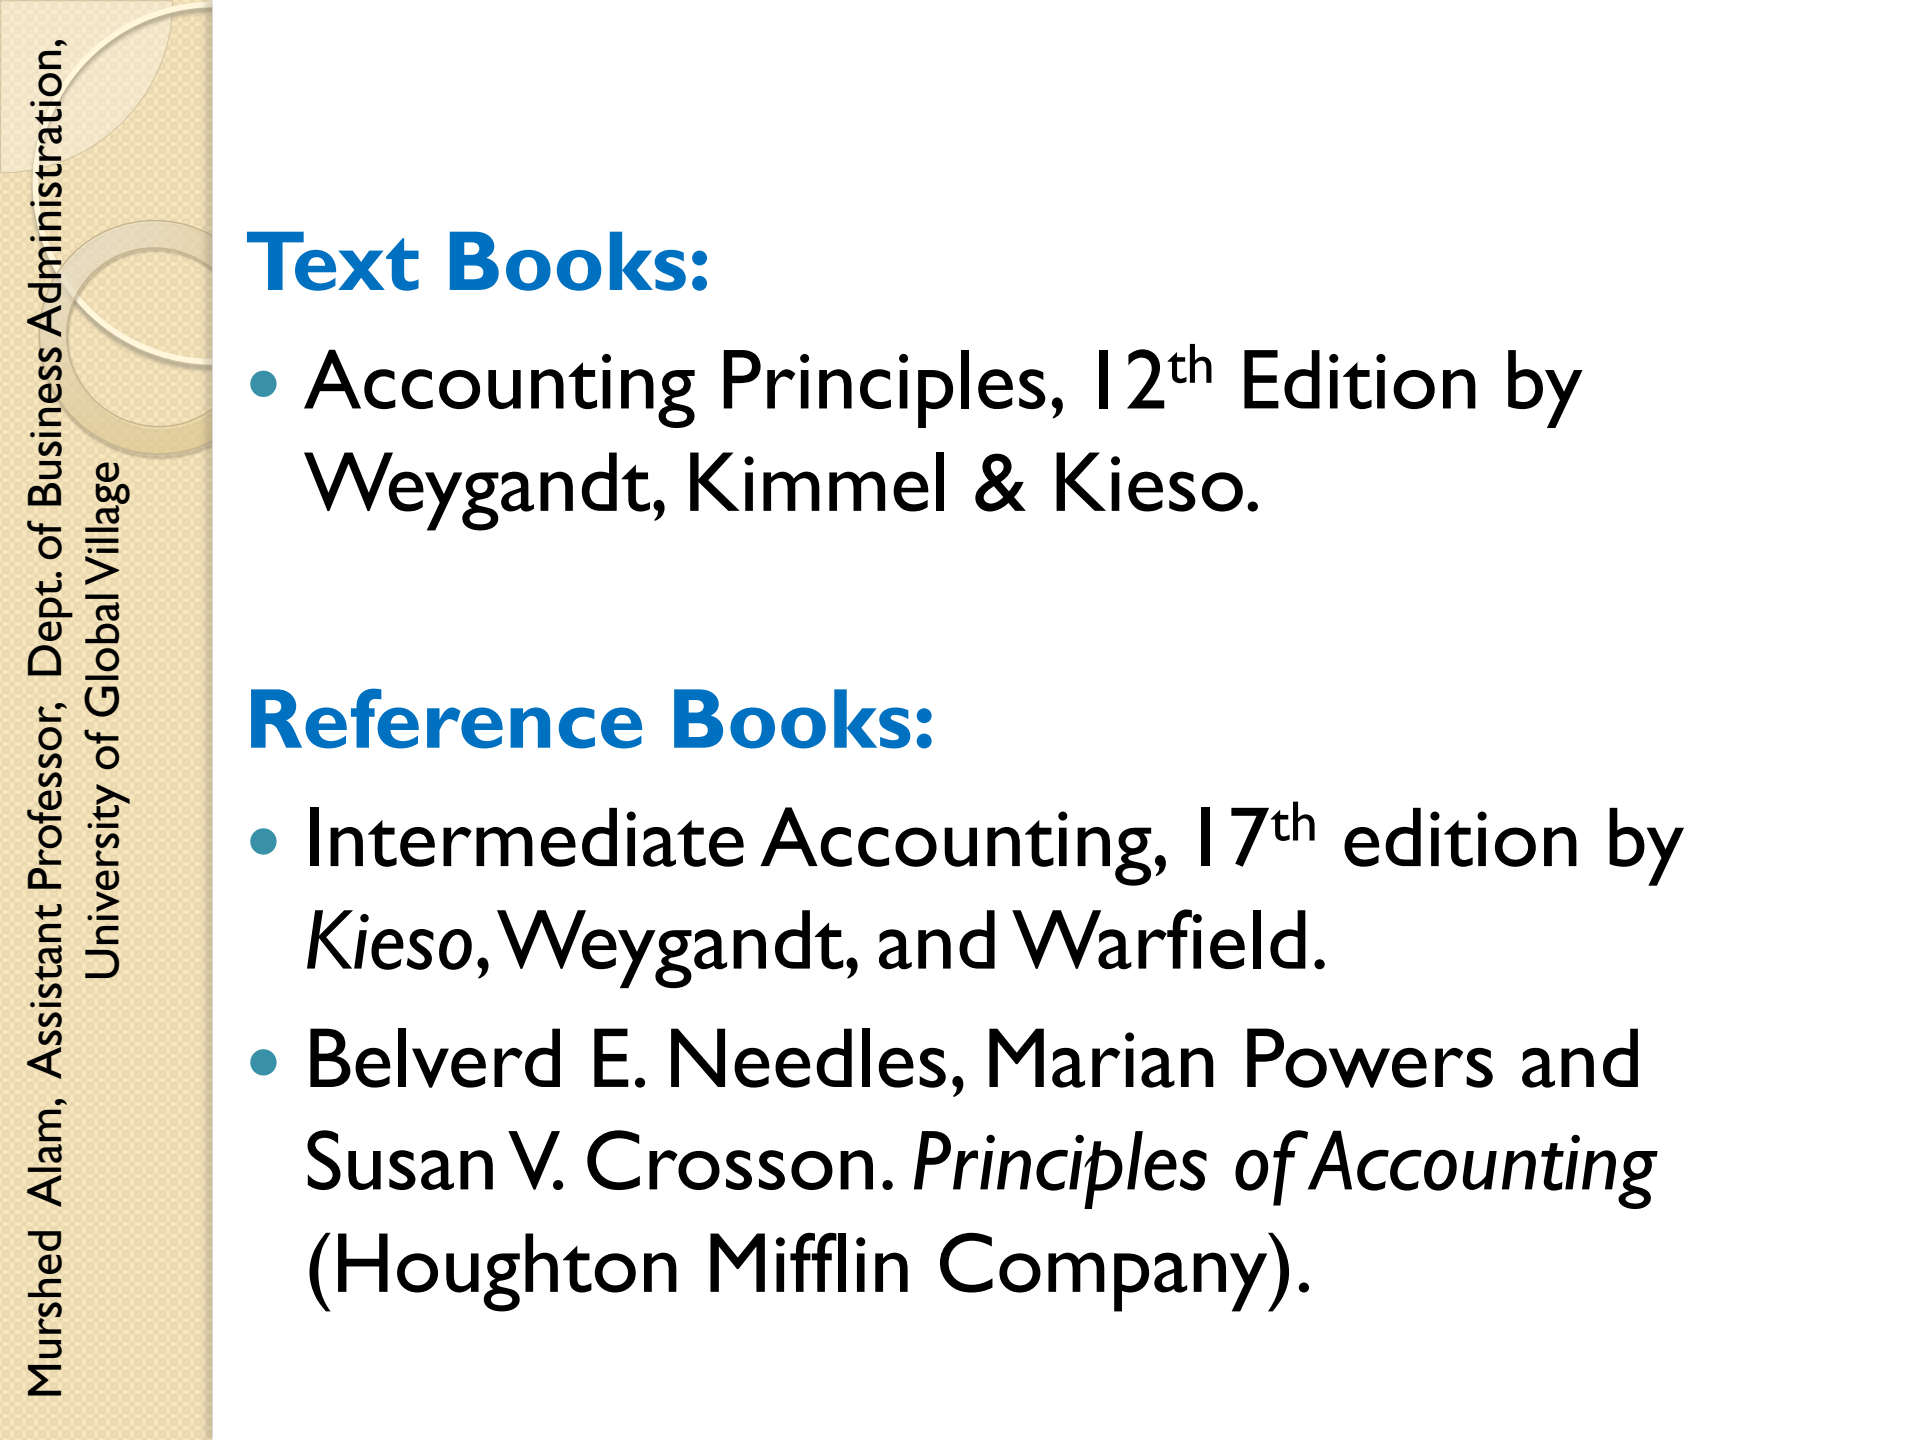 Murshed Alam, Assistant Professor, Dept. of Business Administration,
University of Global Village
Text Books:
• Accounting Principles, 12th Edition by
Weygandt, Kimmel & Kieso.
Reference Books:
• Intermediate Accounting, 17th edition by
Kieso, Weygandt, and Warfield.
• Belverd E. Needles, Marian Powers and
Susan V. Crosson. Principles of Accounting
(Houghton Mifflin Company).